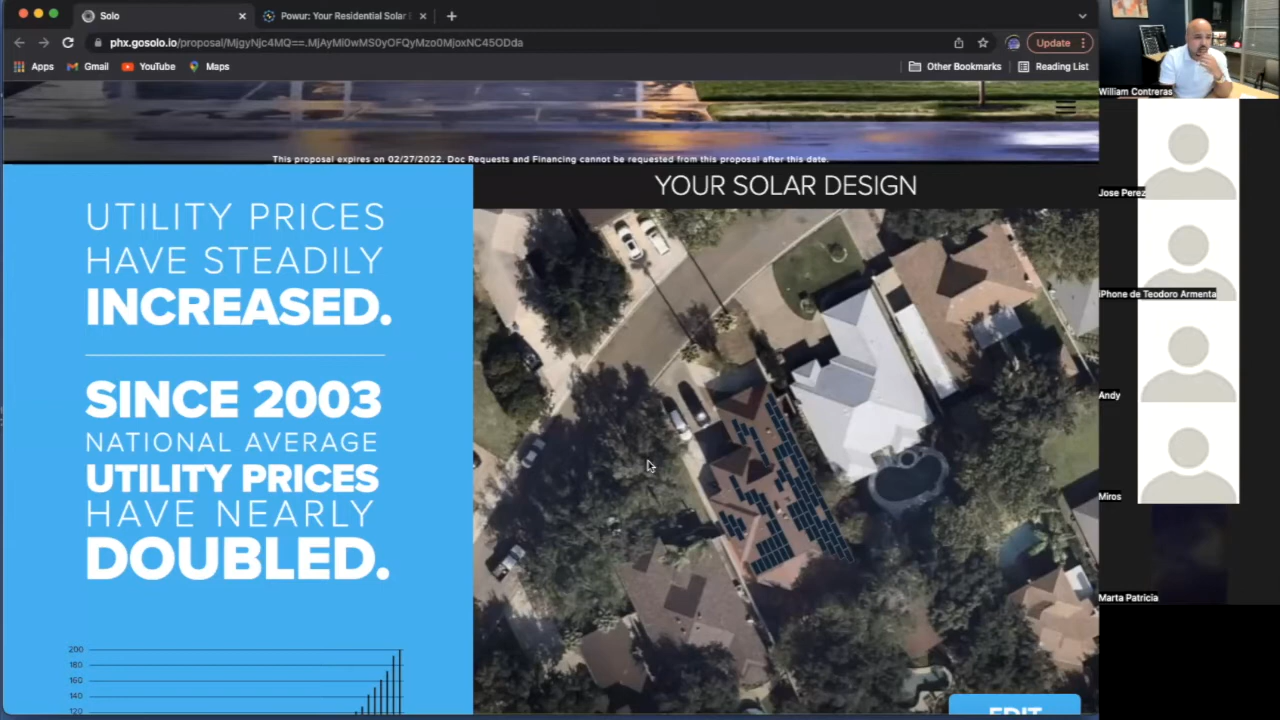 Solo
Powur: Your Residential Solar
phx.gosolo.io/proposal/MjgyNjc4MQ==.MjAyMi0wMS0yOFQyMzo0MjoxNC45ODda
Update
Apps
Gmail
YouTube
Maps
Other Bookmarks
Reading List
This proposal expires on 02/27/2022. Doc Requests and Financing cannot be requested from this proposal after this date.
UTILITY PRICES
HAVE STEADILY
INCREASED.
SINCE 2003
NATIONAL AVERAGE
UTILITY PRICES
HAVE NEARLY
DOUBLED.
200
180
160
140
120
YOUR SOLAR DESIGN
EDIT
William Contreras
Jose Perez
iPhone de Teodoro Armenta
Andy
Miros
Marta Patricia